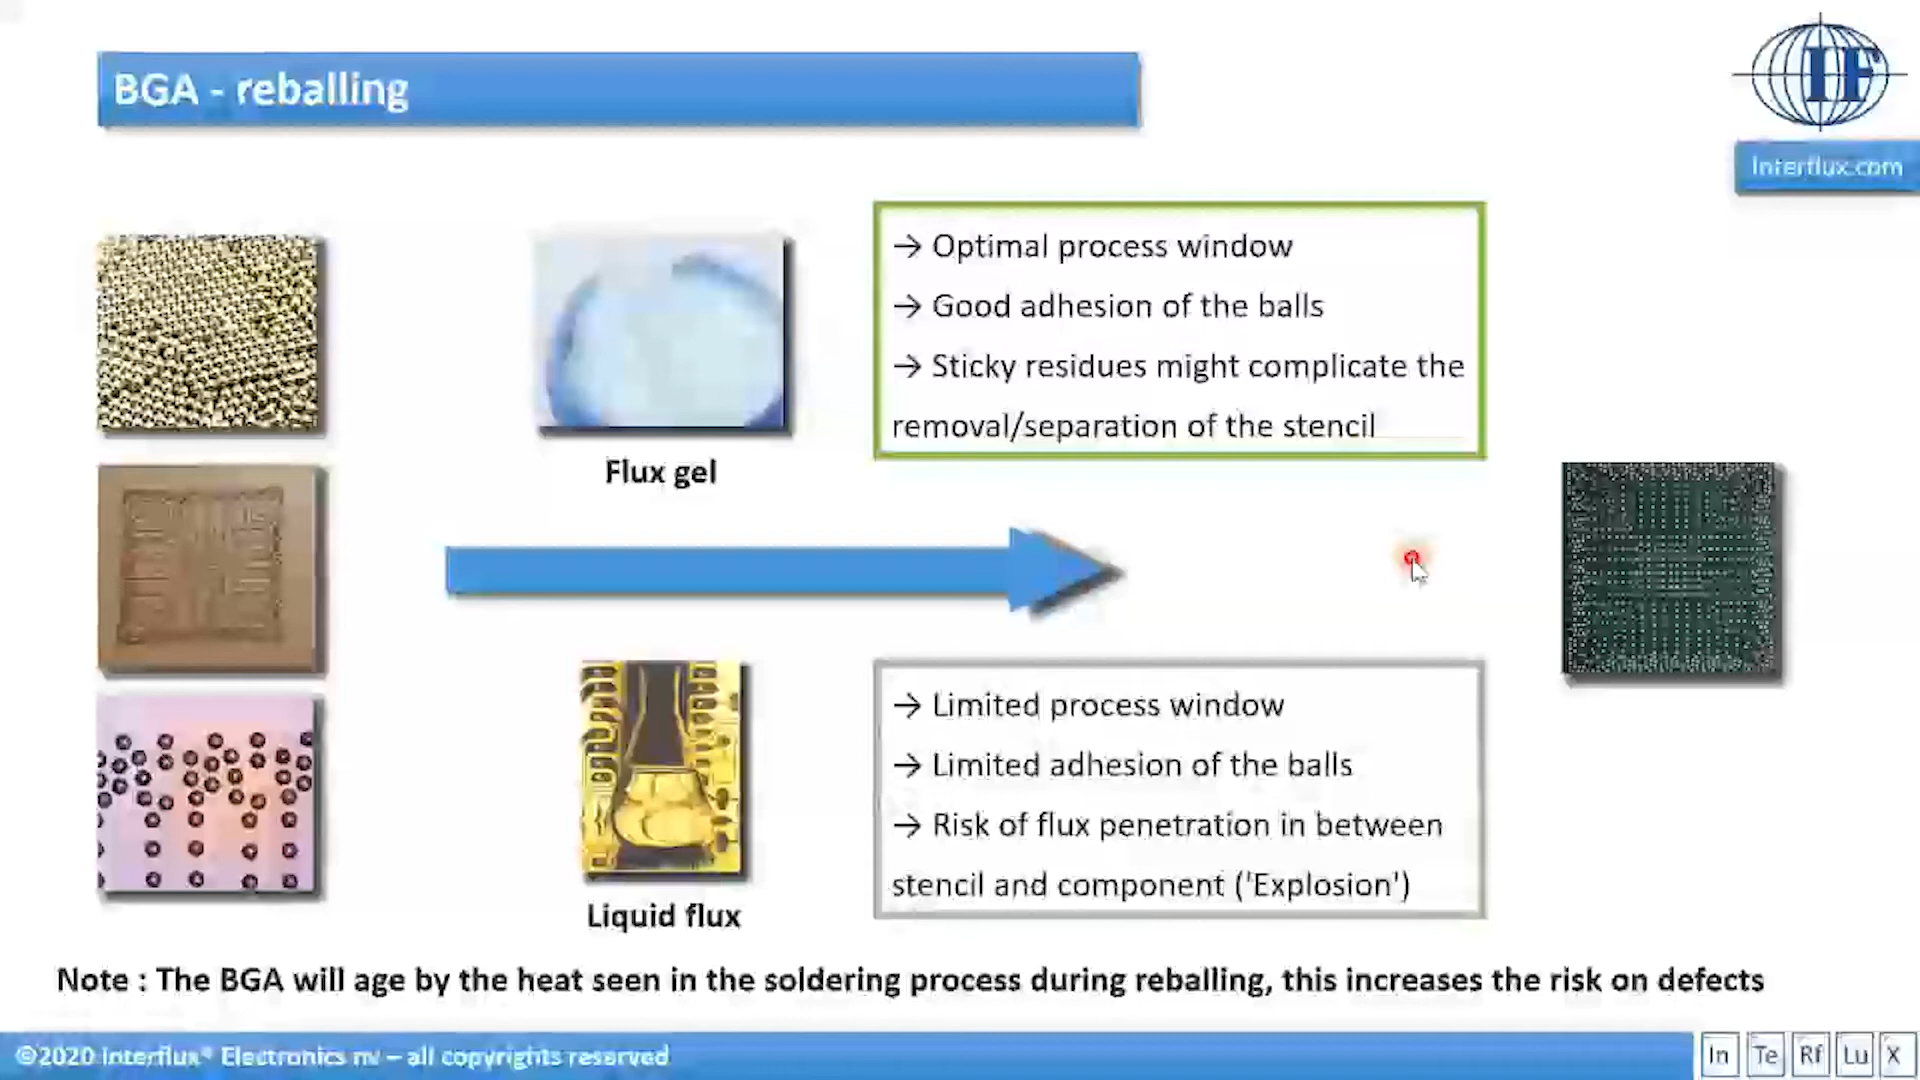 BGA - reballing
IF
Interflux.com
→ Optimal process window
→ Good adhesion of the balls
→ Sticky residues might complicate the
removal/separation of the stencil
Flux gel
→ Limited process window
→ Limited adhesion of the balls
→ Risk of flux penetration in between
stencil and component ('Explosion')
Liquid flux
Note : The BGA will age by the heat seen in the soldering process during reballing, this increases the risk on defects
©2020 Interflux® Electronics nv – all copyrights reserved
In Te Rf Lu X